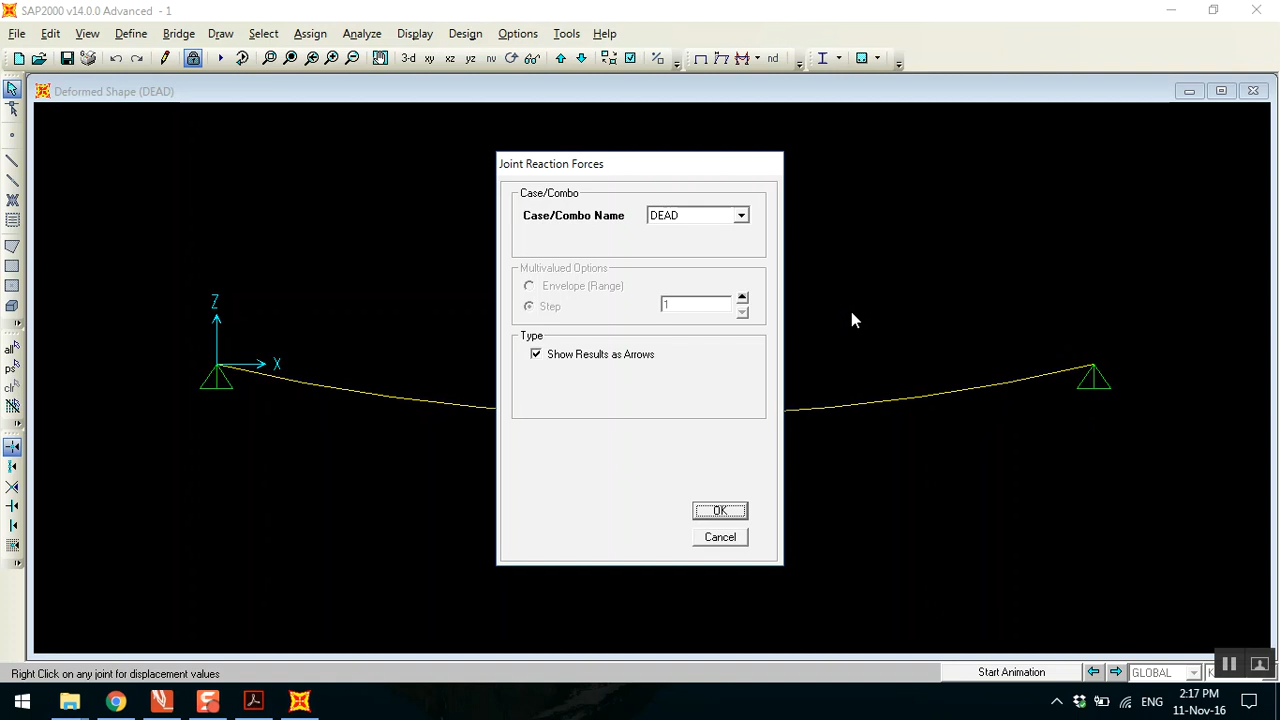 SAP2000 v14.0.0 Advanced - 1
File Edit View Define Bridge Draw Select Assign Analyze Display Design Options Tools Help
3-d xy xz yz nv nd
Deformed Shape (DEAD)
Joint Reaction Forces
Case/Combo
Case/Combo Name DEAD
Multivalued Options
Envelope (Range)
Step 1
Type
Show Results as Arrows
OK
Cancel
Z
X
all
ps
clr
Right Click on any joint for displacement values
Start Animation
GLOBAL
ENG
2:17 PM
11-Nov-16